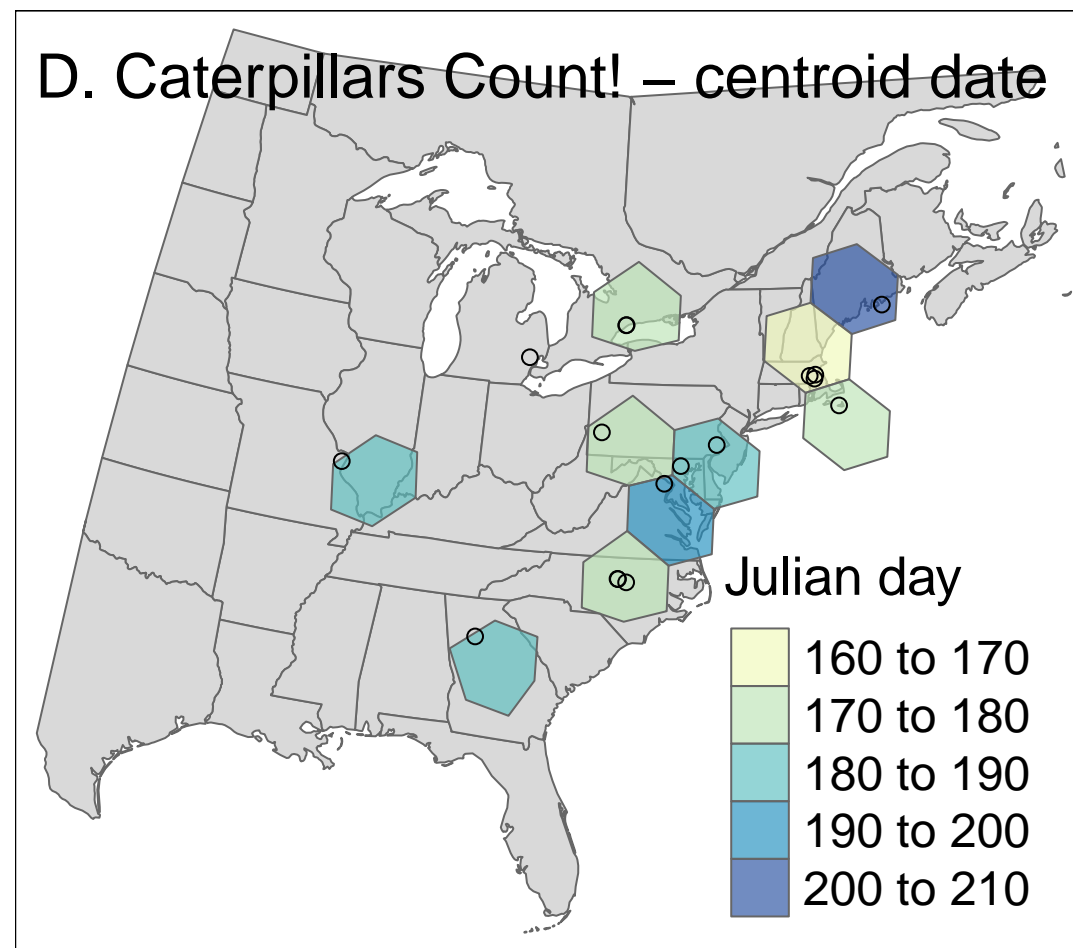 D. Caterpillars Count! – centroid date
Julian day
160 to 170
170 to 180
180 to 190
190 to 200
200 to 210